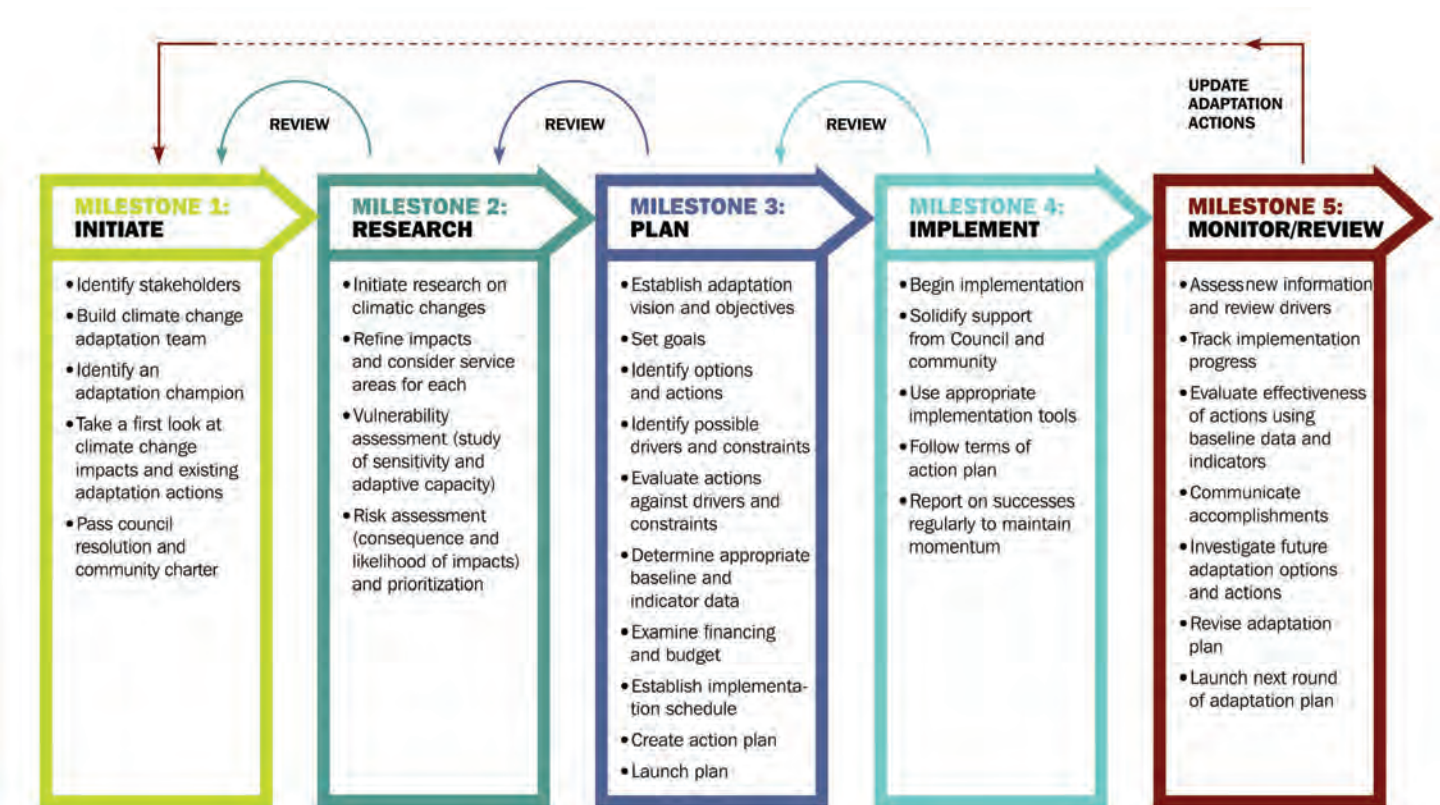 UPDATE
ADAPTATION
ACTIONS
REVIEW
REVIEW
REVIEW
MILESTONE 1:
INITIATE
• Identify stakeholders
• Build climate change
adaptation team
• Identify an
adaptation champion
• Take a first look at
climate change
impacts and existing
adaptation actions
• Pass council
resolution and
community charter
MILESTONE 2:
RESEARCH
• Initiate research on
climatic changes
• Refine impacts
and consider service
areas for each
• Vulnerability
assessment (study
of sensitivity and
adaptive capacity)
• Risk assessment
(consequence and
likelihood of impacts)
and prioritization
MILESTONE 3:
PLAN
• Establish adaptation
vision and objectives
• Set goals
• Identify options
and actions
• Identify possible
drivers and constraints
• Evaluate actions
against drivers and
constraints
• Determine appropriate
baseline and
indicator data
• Examine financing
and budget
• Establish implementa-
tion schedule
• Create action plan
• Launch plan
MILESTONE 4:
IMPLEMENT
• Begin implementation
• Solidify support
from Council and
community
• Use appropriate
implementation tools
• Follow terms of
action plan
• Report on successes
regularly to maintain
momentum
MILESTONE 5:
MONITOR/REVIEW
• Assess new information
and review drivers
• Track implementation
progress
• Evaluate effectiveness
of actions using
baseline data and
indicators
• Communicate
accomplishments
• Investigate future
adaptation options
and actions
• Revise adaptation
plan
• Launch next round
of adaptation plan